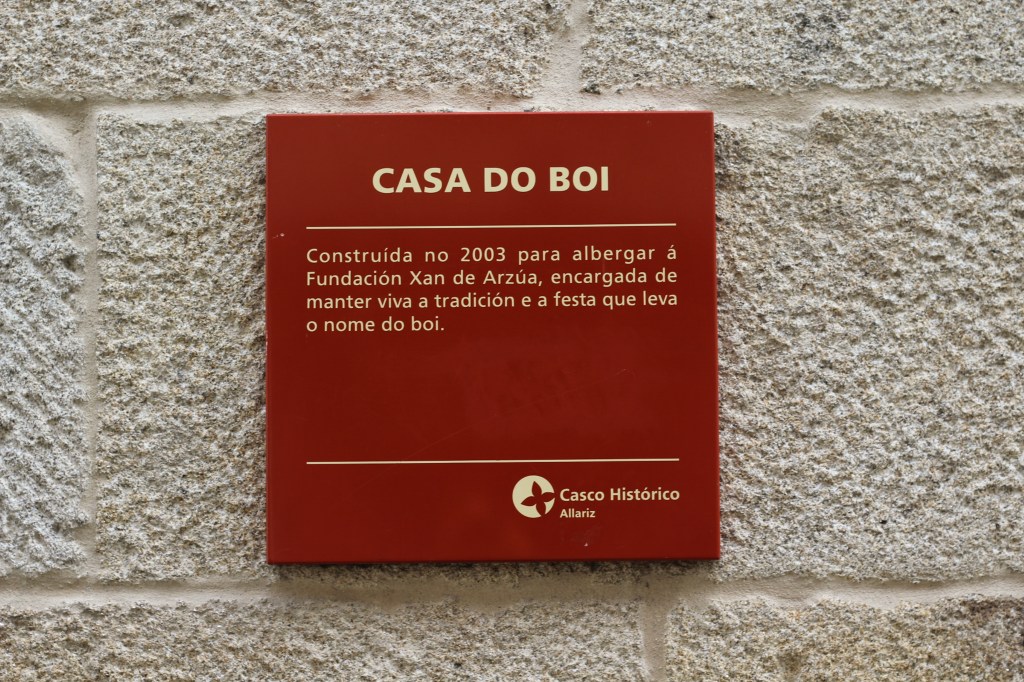 CASA DO BOI
Construída no 2003 para albergar á
Fundación Xan de Arzúa, encargada de
manter viva a tradición e a festa que leva
o nome do boi.
Casco Histórico
Allariz